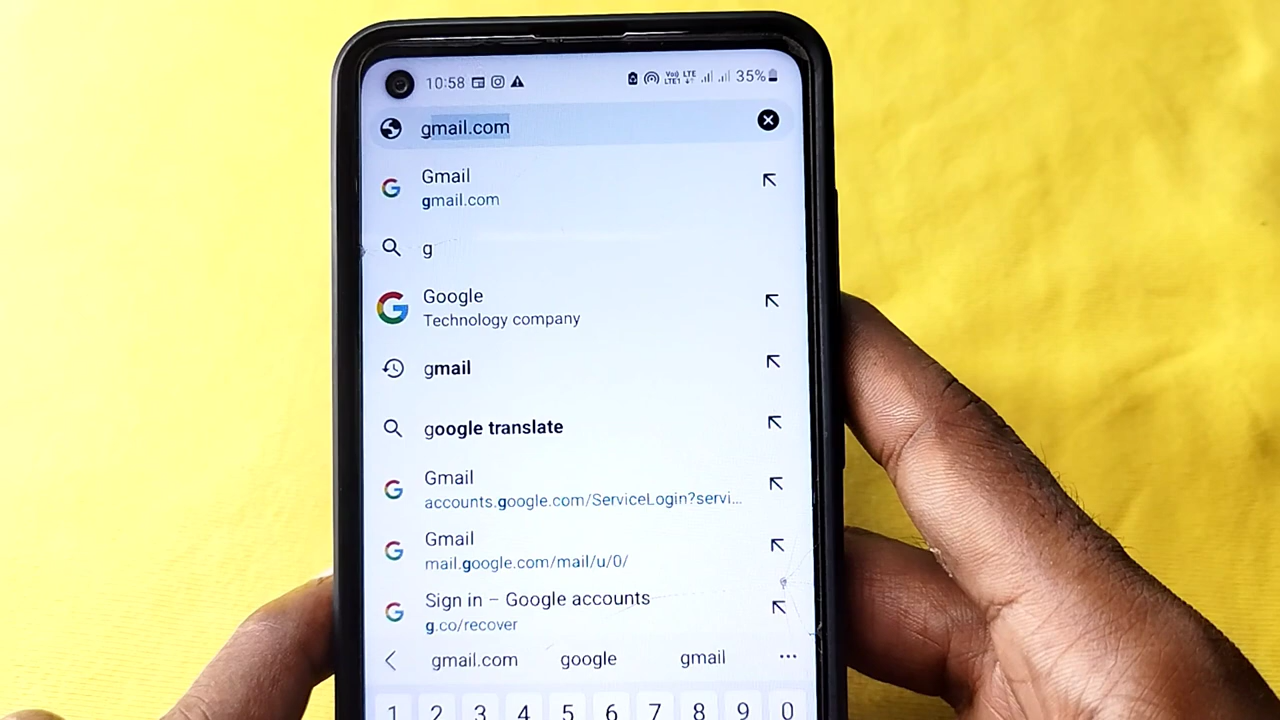 10:58 Vo) LTE LTE1 35%
gmail.com
Gmail
gmail.com
g
Google
Technology company
gmail
google translate
Gmail
accounts.google.com/ServiceLogin?servi...
Gmail
mail.google.com/mail/u/0/
Sign in – Google accounts
g.co/recover
gmail.com google gmail ...
1 2 3 4 5 6 7 8 9 0